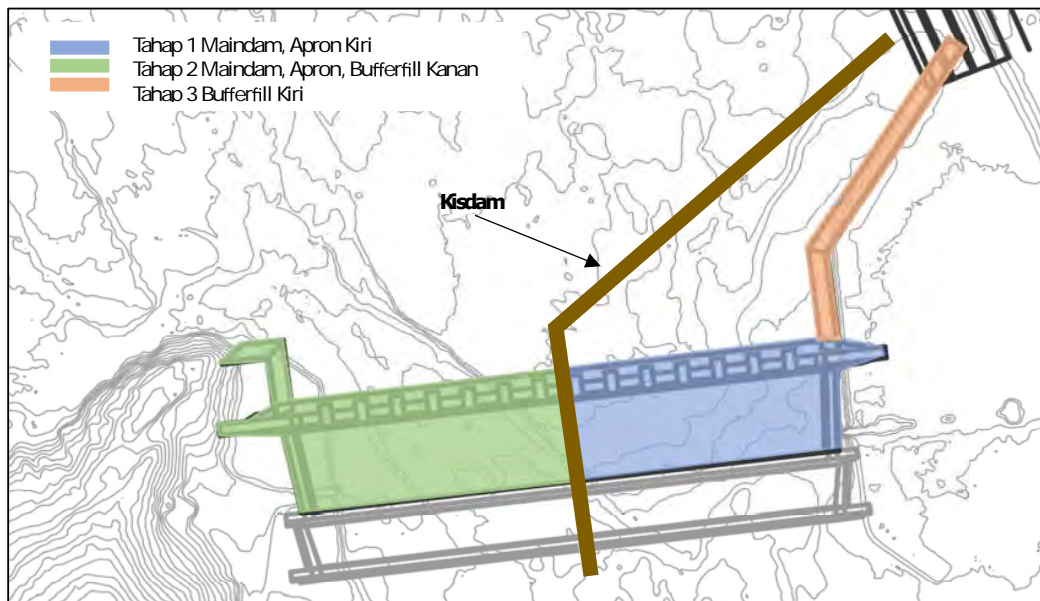 Tahap 1 Maindam, Apron Kiri
Tahap 2 Maindam, Apron, Bufferfill Kanan
Tahap 3 Bufferfill Kiri
Kisdam